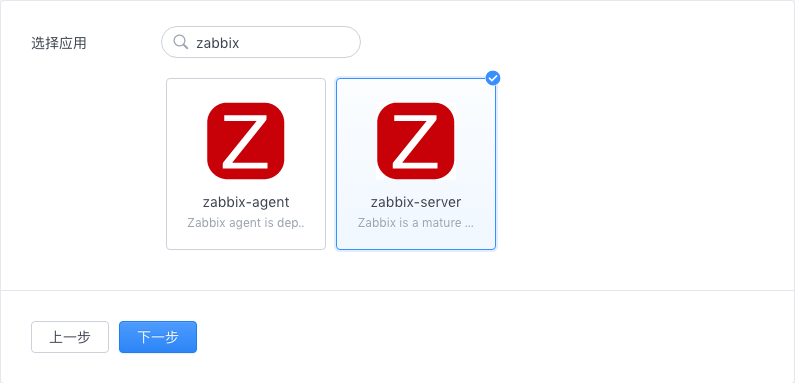 选择应用
zabbix
Z
Z
zabbix-agent
zabbix-server
Zabbix agent is dep..
Zabbix is a mature ...
上一步
下一步